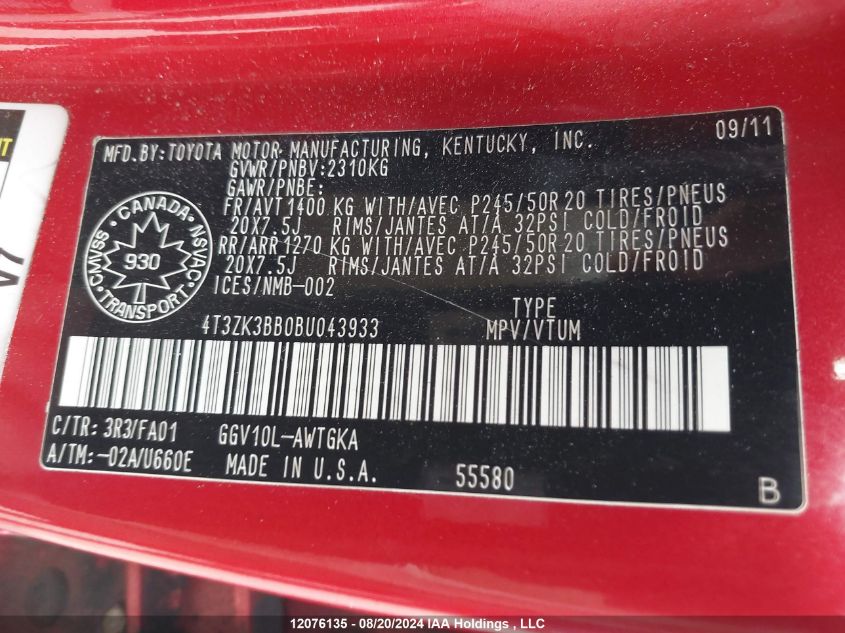 09/11
MFD.BY:TOYOTA MOTOR MANUFACTURING, KENTUCKY, INC.
GVWR/PNBV:2310KG
GAWR/PNBE:
FR/AVT1400 KG WITH/AVEC P245/50R20 TIRES/PNEUS
20X7.5J RIMS/JANTES AT/A 32PSI COLD/FROID
RR/ARR1270 KG WITH/AVEC P245/50R20 TIRES/PNEUS
20X7.5J RIMS/JANTES AT/A 32PSI COLD/FROID
ICES/NMB-002
CANADA
CMVSS
NSVAC
930
TRANSPORT
4T3ZK3BB0BU043933
TYPE
MPV/VTUM
C/TR: 3R3/FA01 GGV10L-AWTGKA
A/TM:-02A/U660E MADE IN U.S.A. 55580
B
12076135 - 08/20/2024 IAA Holdings , LLC